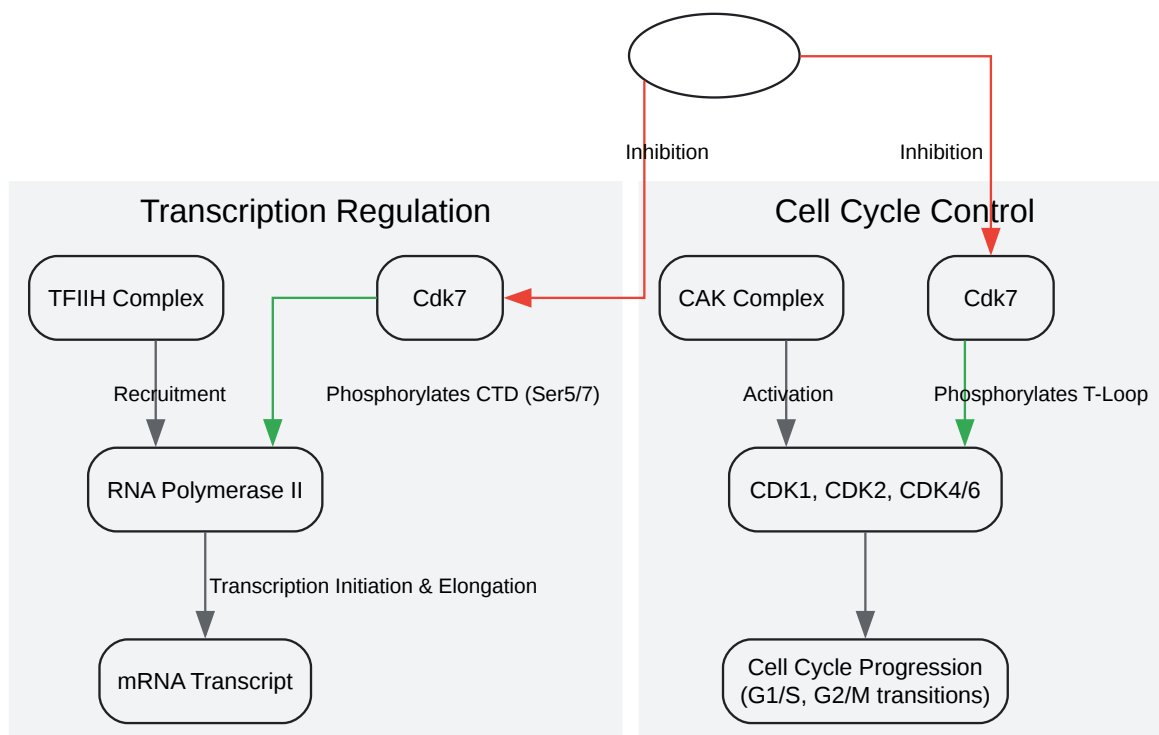 Inhibition
Inhibition
Transcription Regulation
Cell Cycle Control
TFIIH Complex
Cdk7
CAK Complex
Cdk7
Recruitment
Phosphorylates CTD (Ser5/7)
Activation
Phosphorylates T-Loop
RNA Polymerase II
CDK1, CDK2, CDK4/6
Transcription Initiation & Elongation
mRNA Transcript
Cell Cycle Progression
(G1/S, G2/M transitions)